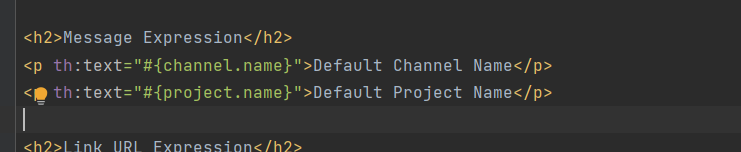 <h2>Message Expression</h2>
<p th:text="#{channel.name}">Default Channel Name</p>
<p th:text="#{project.name}">Default Project Name</p>
<h2>Link URL Expression</h2>